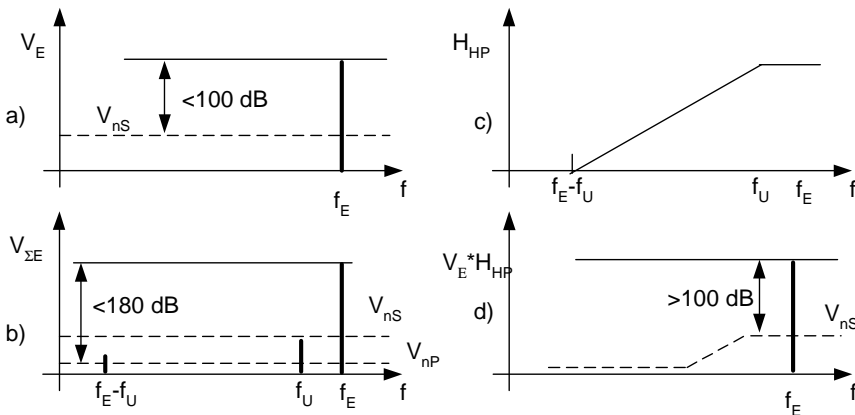 a)
V_E
<100 dB
V_nS
f_E
f
b)
V_ΣE
<180 dB
V_nS
V_nP
f_E-f_U
f_U
f_E
f
c)
H_HP
f_E-f_U
f_U
f_E
f
d)
V_E*H_HP
>100 dB
V_nS
f_E
f